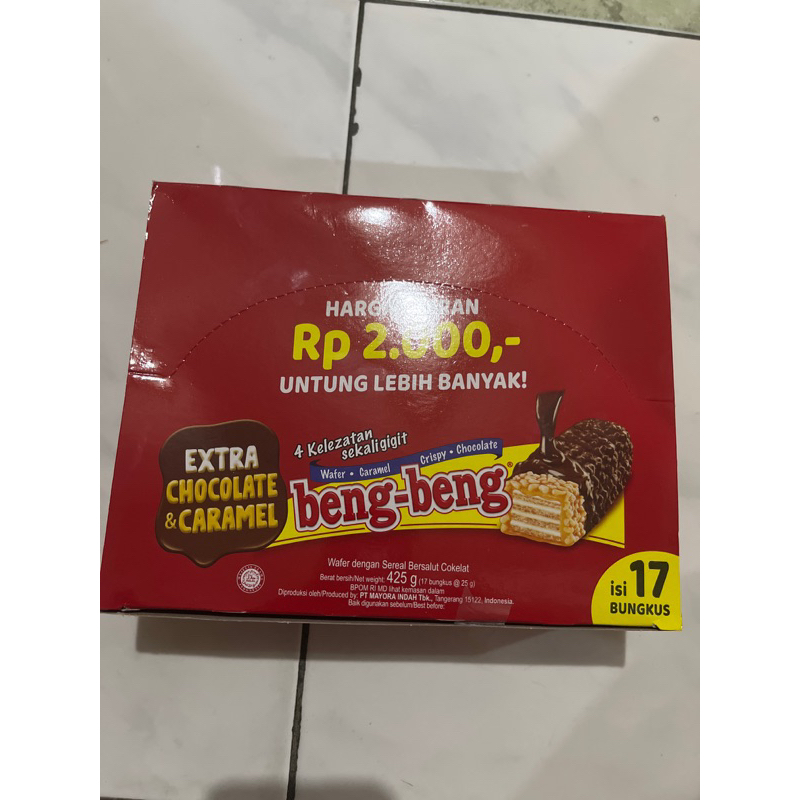 Rp 2.000,-
UNTUNG LEBIH BANYAK!
EXTRA
CHOCOLATE
& CARAMEL
4 Kelezatan
sekaligigit
Wafer • Caramel Crispy • Chocolate
beng-beng®
Wafer dengan Sereal Bersalut Cokelat
Berat bersih/Net weight: 425 g (17 bungkus @ 25 g)
BPOM RI MD lihat kemasan dalam
Diproduksi oleh/Produced by: PT MAYORA INDAH Tbk., Tangerang 15122, Indonesia.
Baik digunakan sebelum/Best before:
isi 17
BUNGKUS